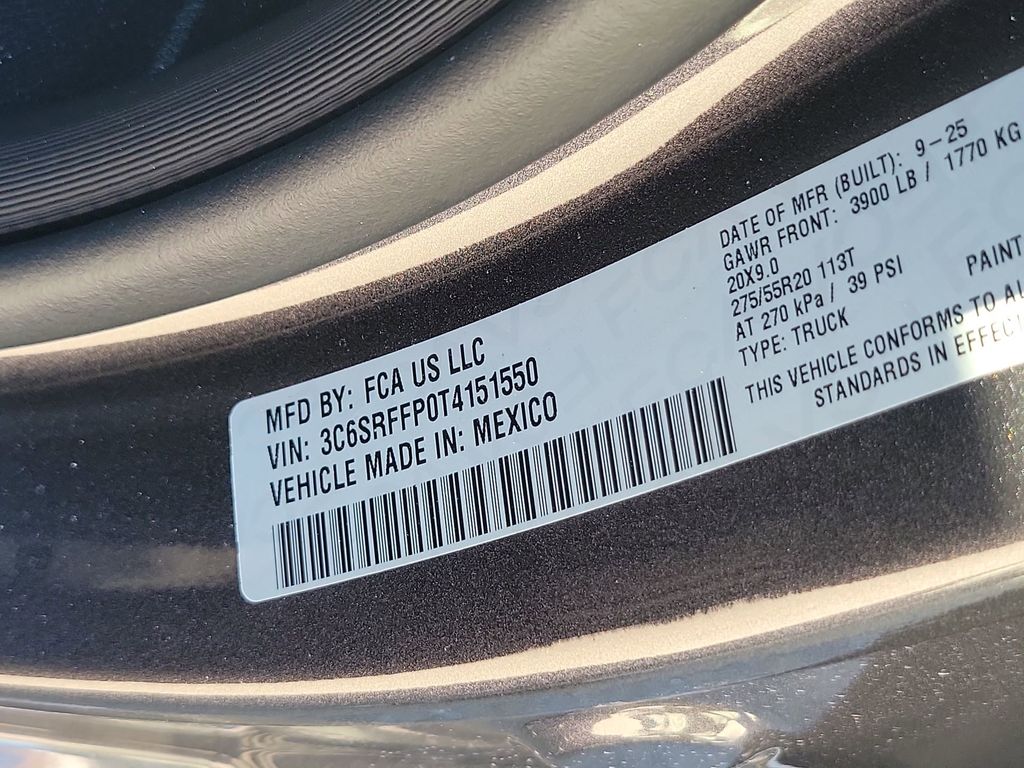 MFD BY: FCA US LLC
VIN: 3C6SRFFP0T4151550
VEHICLE MADE IN: MEXICO
DATE OF MFR (BUILT): 9-25
GAWR FRONT: 3900 LB / 1770 KG
20X9.0
275/55R20 113T
AT 270 kPa / 39 PSI
TYPE: TRUCK
PAINT
THIS VEHICLE CONFORMS TO
STANDARDS IN